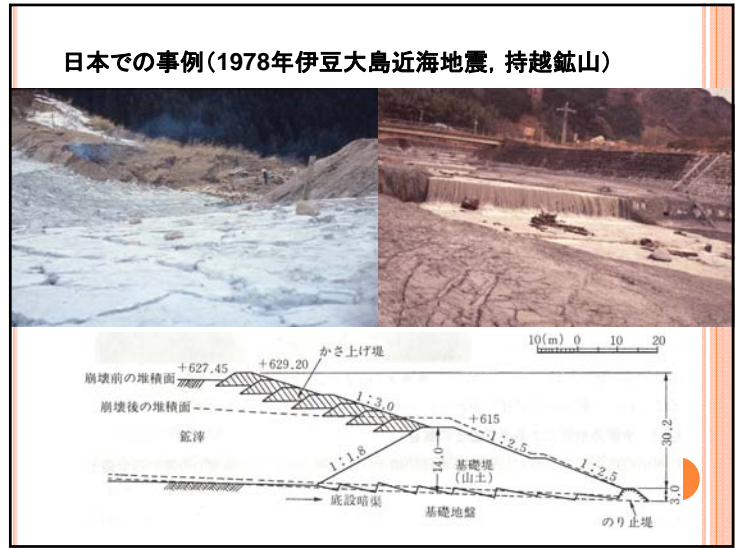 日本での事例（1978年伊豆大島近海地震，持越鉱山）
10(m) 0 10 20
かさ上げ堤
+627.45
+629.20
崩壊前の堆積面
崩壊後の堆積面
1:3.0
+615
鉱滓
1:2.5
30.2
1:1.8
14.0
基礎堤
(山土)
1:2.5
底設暗渠
基礎地盤
3.0
のり止堤